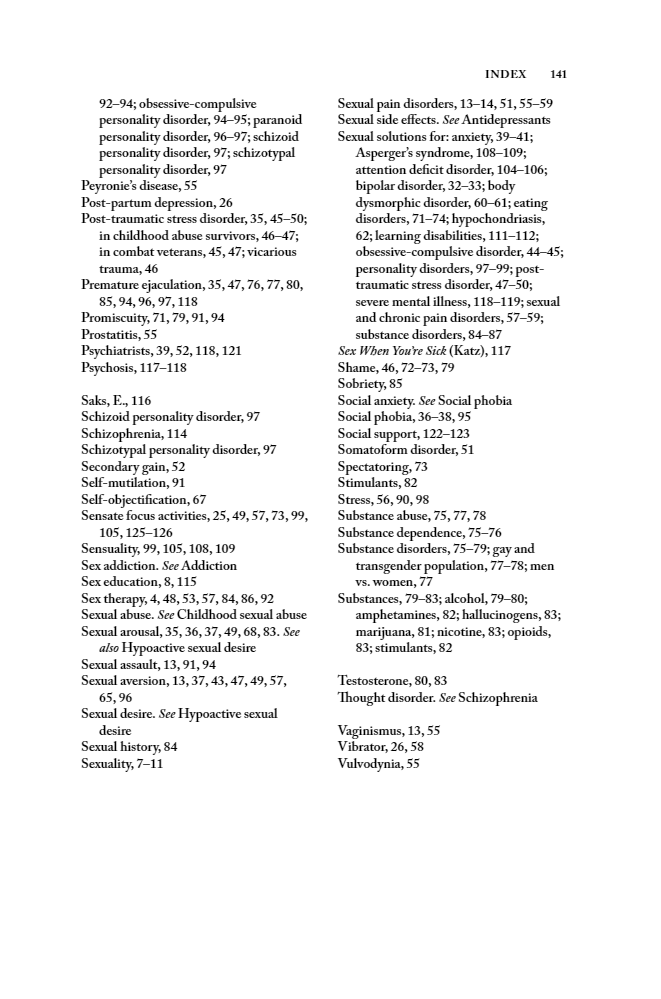 INDEX 141
92–94; obsessive-compulsive
personality disorder, 94–95; paranoid
personality disorder, 96–97; schizoid
personality disorder, 97; schizotypal
personality disorder, 97
Peyronie's disease, 55
Post-partum depression, 26
Post-traumatic stress disorder, 35, 45–50;
in childhood abuse survivors, 46–47;
in combat veterans, 45, 47; vicarious
trauma, 46
Premature ejaculation, 35, 47, 76, 77, 80,
85, 94, 96, 97, 118
Promiscuity, 71, 79, 91, 94
Prostatitis, 55
Psychiatrists, 39, 52, 118, 121
Psychosis, 117–118
Saks, E., 116
Schizoid personality disorder, 97
Schizophrenia, 114
Schizotypal personality disorder, 97
Secondary gain, 52
Self-mutilation, 91
Self-objectification, 67
Sensate focus activities, 25, 49, 57, 73, 99,
105, 125–126
Sensuality, 99, 105, 108, 109
Sex addiction. See Addiction
Sex education, 8, 115
Sex therapy, 4, 48, 53, 57, 84, 86, 92
Sexual abuse. See Childhood sexual abuse
Sexual arousal, 35, 36, 37, 49, 68, 83. See
also Hypoactive sexual desire
Sexual assault, 13, 91, 94
Sexual aversion, 13, 37, 43, 47, 49, 57,
65, 96
Sexual desire. See Hypoactive sexual
desire
Sexual history, 84
Sexuality, 7–11
Sexual pain disorders, 13–14, 51, 55–59
Sexual side effects. See Antidepressants
Sexual solutions for: anxiety, 39–41;
Asperger's syndrome, 108–109;
attention deficit disorder, 104–106;
bipolar disorder, 32–33; body
dysmorphic disorder, 60–61; eating
disorders, 71–74; hypochondriasis,
62; learning disabilities, 111–112;
obsessive-compulsive disorder, 44–45;
personality disorders, 97–99; post-
traumatic stress disorder, 47–50;
severe mental illness, 118–119; sexual
and chronic pain disorders, 57–59;
substance disorders, 84–87
Sex When You're Sick (Katz), 117
Shame, 46, 72–73, 79
Sobriety, 85
Social anxiety. See Social phobia
Social phobia, 36–38, 95
Social support, 122–123
Somatoform disorder, 51
Spectatoring, 73
Stimulants, 82
Stress, 56, 90, 98
Substance abuse, 75, 77, 78
Substance dependence, 75–76
Substance disorders, 75–79; gay and
transgender population, 77–78; men
vs. women, 77
Substances, 79–83; alcohol, 79–80;
amphetamines, 82; hallucinogens, 83;
marijuana, 81; nicotine, 83; opioids,
83; stimulants, 82
Testosterone, 80, 83
Thought disorder. See Schizophrenia
Vaginismus, 13, 55
Vibrator, 26, 58
Vulvodynia, 55